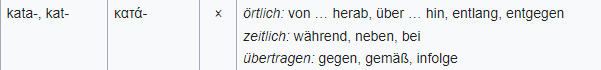 kata-, kat- κατά- × örtlich: von … herab, über … hin, entlang, entgegen
zeitlich: während, neben, bei
übertragen: gegen, gemäß, infolge